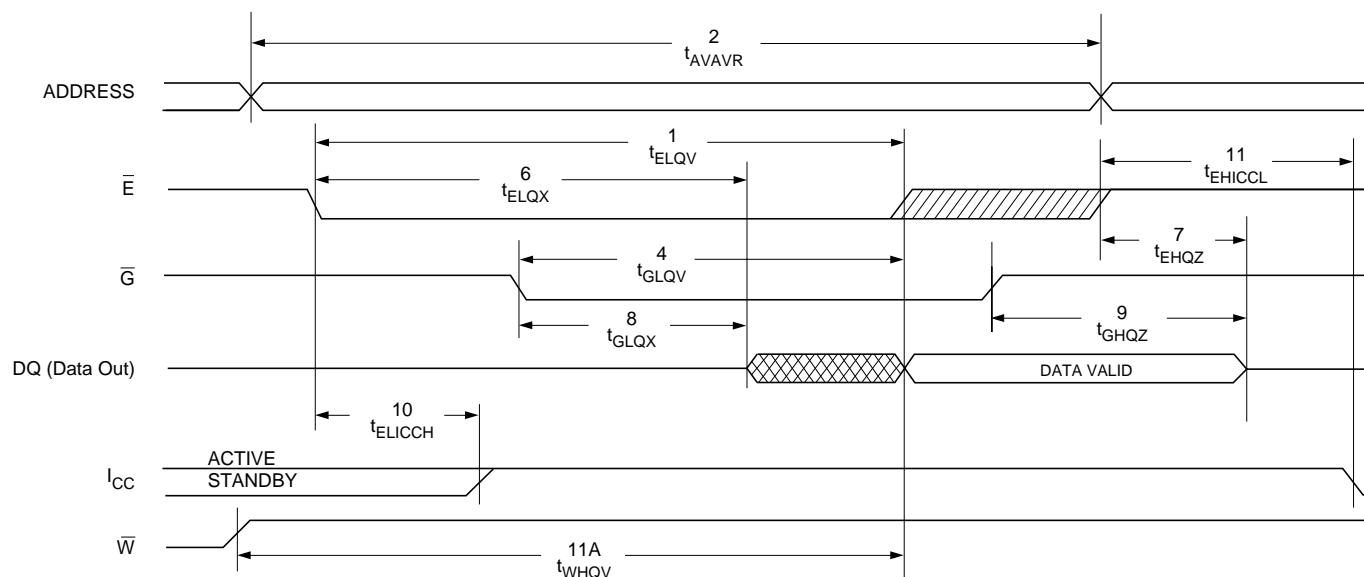 2
tAVAVR
ADDRESS
1
tELQV
11
tEHICCL
E
6
tELQX
7
tEHQZ
G
4
tGLQV
8
tGLQX
9
tGHQZ
DQ (Data Out)
DATA VALID
10
tELICCH
ICC
ACTIVE
STANDBY
W
11A
tWHQV